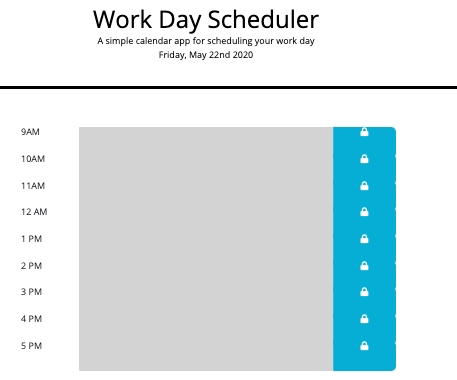 Work Day Scheduler
A simple calendar app for scheduling your work day
Friday, May 22nd 2020
9AM
10AM
11AM
12 AM
1 PM
2 PM
3 PM
4 PM
5 PM